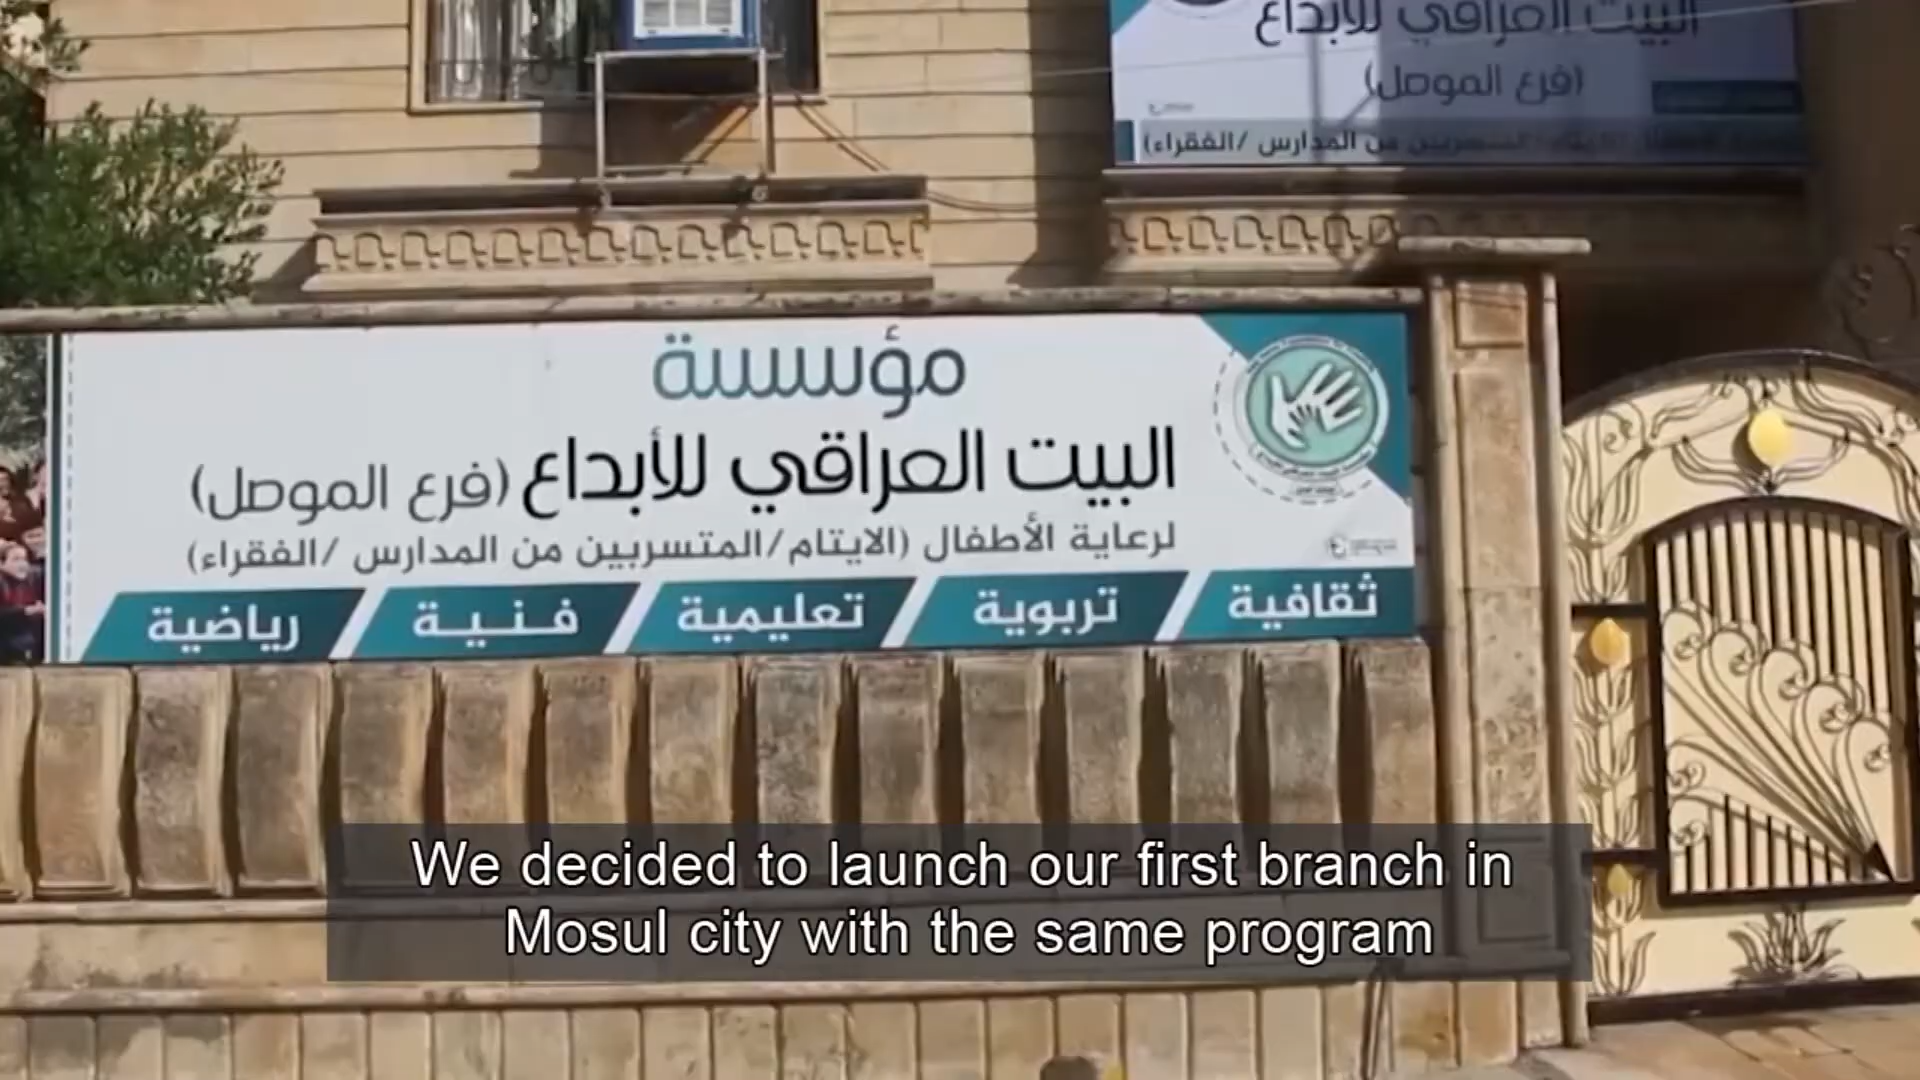 البيت العراقي للأبداع
(فرع الموصل)
المتسربين من المدارس /الفقراء)
مؤسسة
البيت العراقي للأبداع (فرع الموصل)
لرعاية الأطفال (الايتام/المتسربين من المدارس /الفقراء)
ثقافية تربوية تعليمية فنية رياضية
We decided to launch our first branch in
Mosul city with the same program